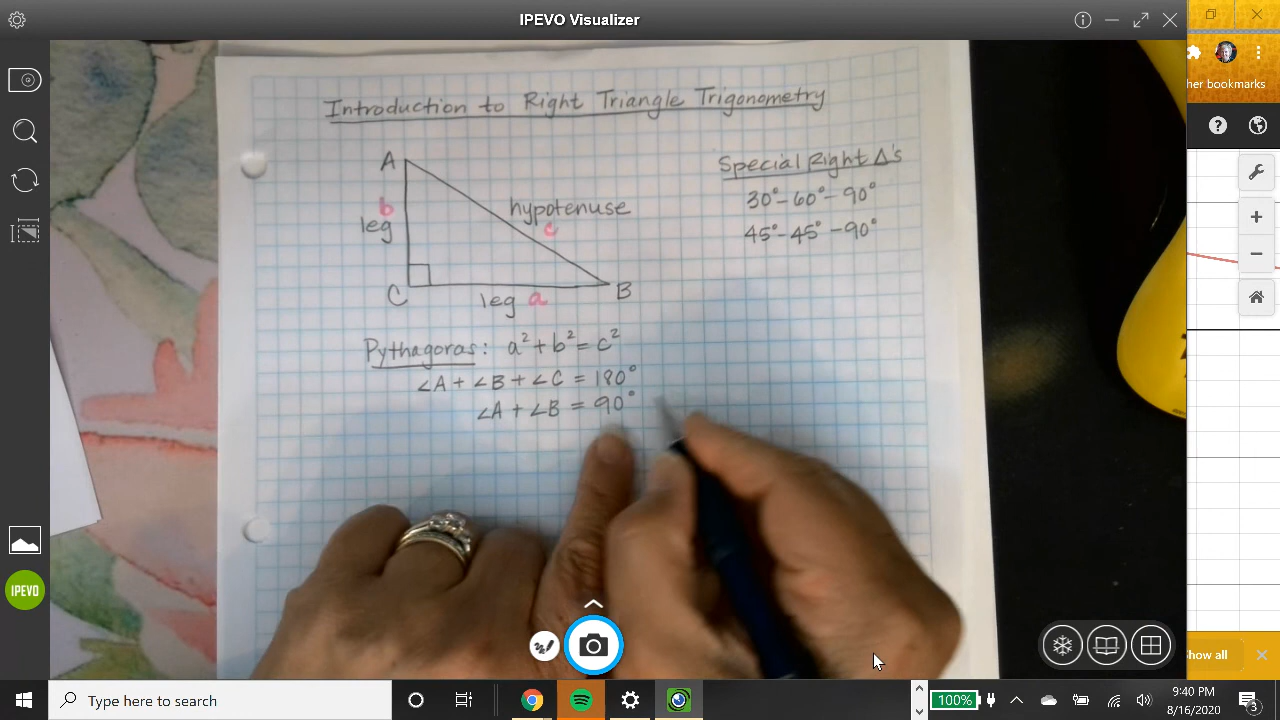 IPEVO Visualizer
her bookmarks
Introduction to Right Triangle Trigonometry
A
b
leg
hypotenuse
c
C
leg a
B
Special Right Δ's
30°-60°-90°
45°-45°-90°
Pythagoras: a²+b²=c²
∠A + ∠B + ∠C = 180°
∠A + ∠B = 90°
IPEVO
Show all
Type here to search
100%
9:40 PM
8/16/2020
3